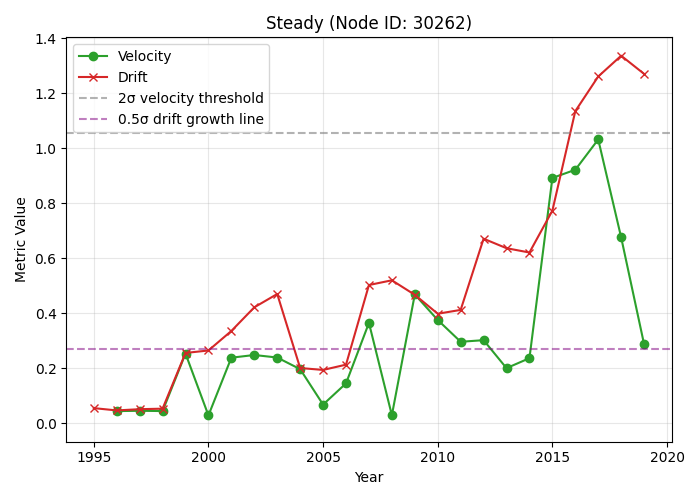 Steady (Node ID: 30262)
Velocity
Drift
2σ velocity threshold
0.5σ drift growth line
Metric Value
1.4
1.2
1.0
0.8
0.6
0.4
0.2
0.0
1995 2000 2005 2010 2015 2020
Year